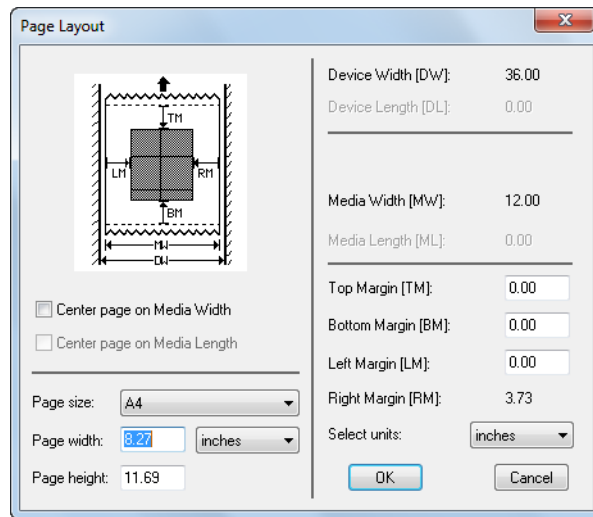 Page Layout
x
TM
LM
RM
BM
MW
DW
Center page on Media Width
Center page on Media Length
Page size: A4
Page width: 8.27 inches
Page height: 11.69
Device Width [DW]: 36.00
Device Length [DL]: 0.00
Media Width [MW]: 12.00
Media Length [ML]: 0.00
Top Margin [TM]: 0.00
Bottom Margin [BM]: 0.00
Left Margin [LM]: 0.00
Right Margin [RM]: 3.73
Select units: inches
OK Cancel